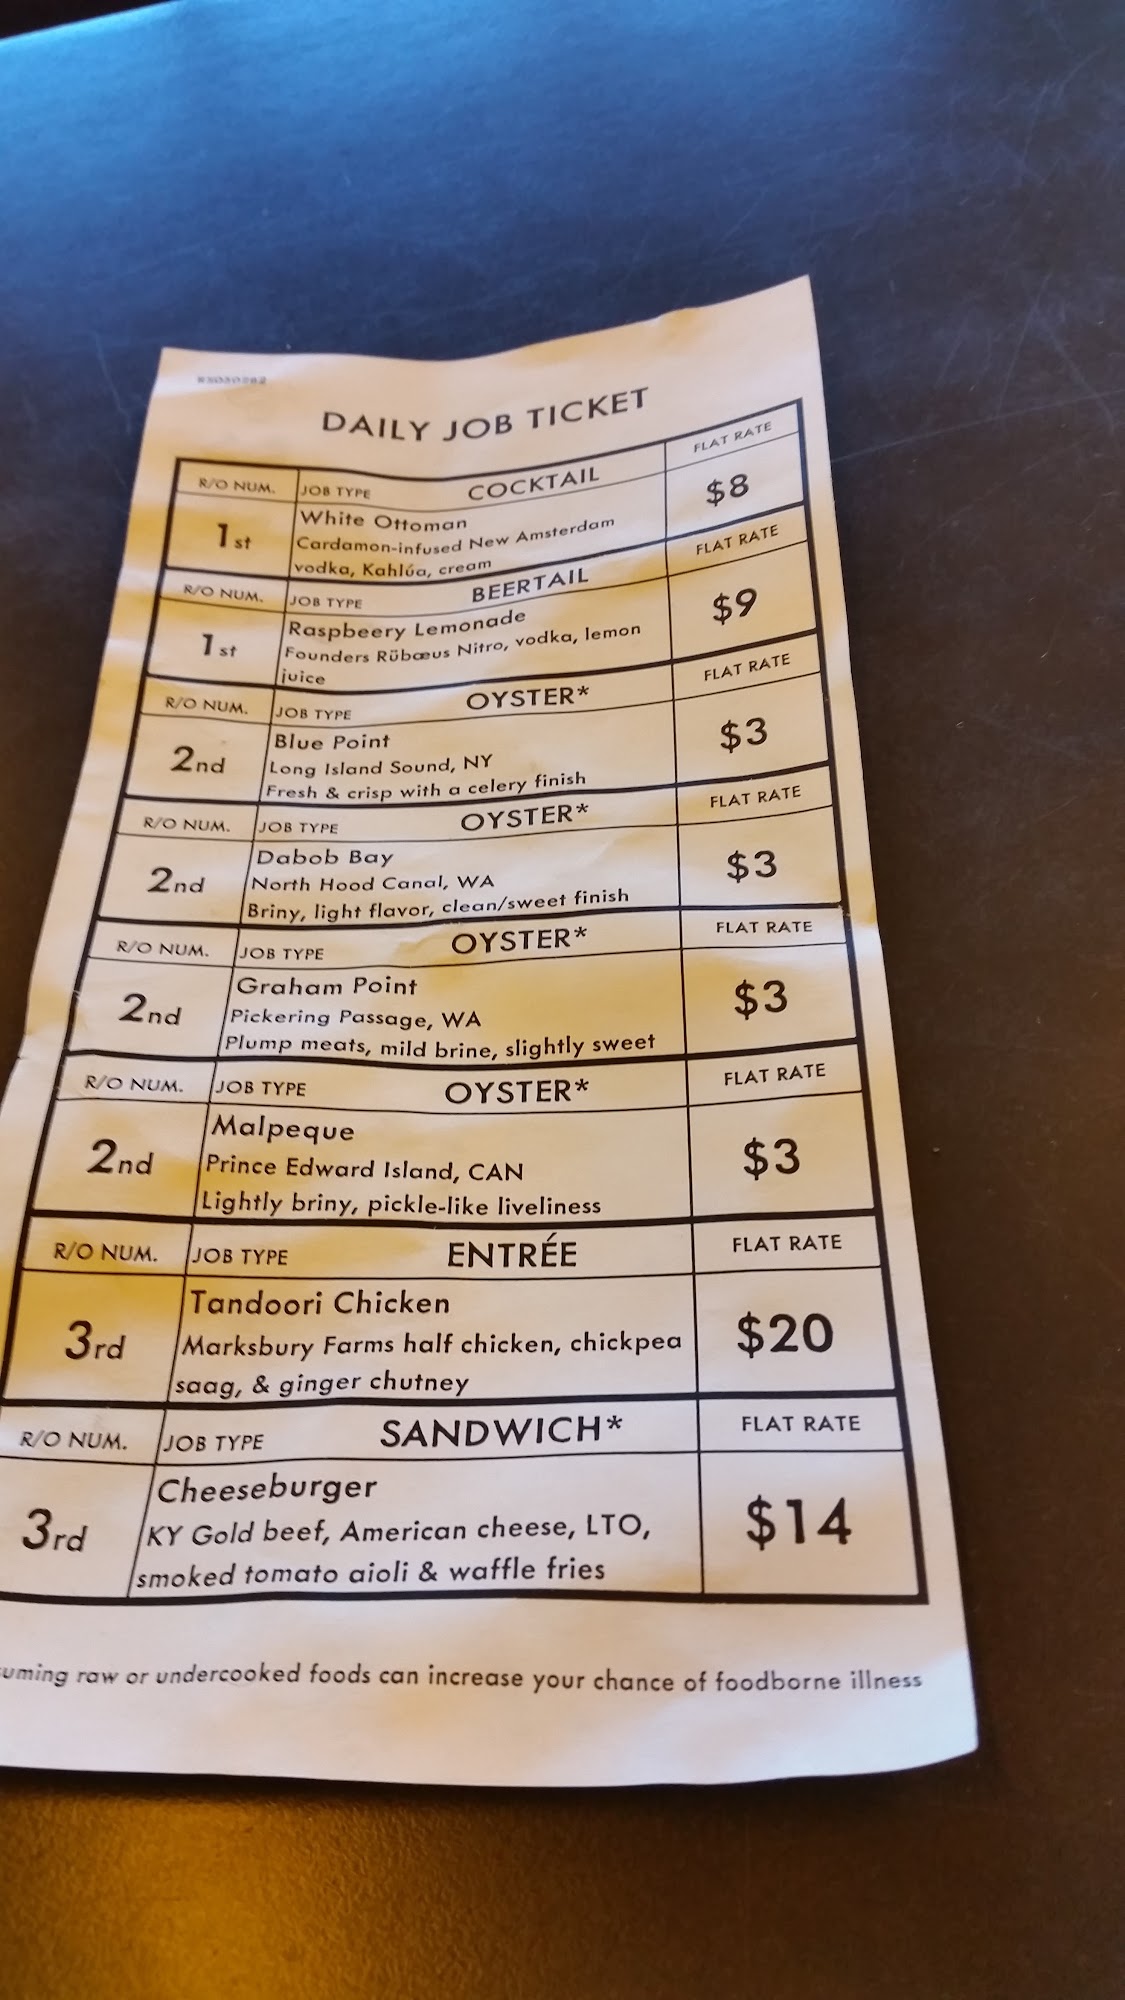 DAILY JOB TICKET
R/O NUM. JOB TYPE COCKTAIL FLAT RATE
1st White Ottoman $8
Cardamon-infused New Amsterdam
vodka, Kahlúa, cream
R/O NUM. JOB TYPE BEERTAIL FLAT RATE
1st Raspbeery Lemonade $9
Founders Rübæus Nitro, vodka, lemon
juice
R/O NUM. JOB TYPE OYSTER* FLAT RATE
2nd Blue Point $3
Long Island Sound, NY
Fresh & crisp with a celery finish
R/O NUM. JOB TYPE OYSTER* FLAT RATE
2nd Dabob Bay $3
North Hood Canal, WA
Briny, light flavor, clean/sweet finish
R/O NUM. JOB TYPE OYSTER* FLAT RATE
2nd Graham Point $3
Pickering Passage, WA
Plump meats, mild brine, slightly sweet
R/O NUM. JOB TYPE OYSTER* FLAT RATE
2nd Malpeque $3
Prince Edward Island, CAN
Lightly briny, pickle-like liveliness
R/O NUM. JOB TYPE ENTRÉE FLAT RATE
3rd Tandoori Chicken $20
Marksbury Farms half chicken, chickpea
saag, & ginger chutney
R/O NUM. JOB TYPE SANDWICH* FLAT RATE
3rd Cheeseburger $14
KY Gold beef, American cheese, LTO,
smoked tomato aioli & waffle fries
uming raw or undercooked foods can increase your chance of foodborne illness